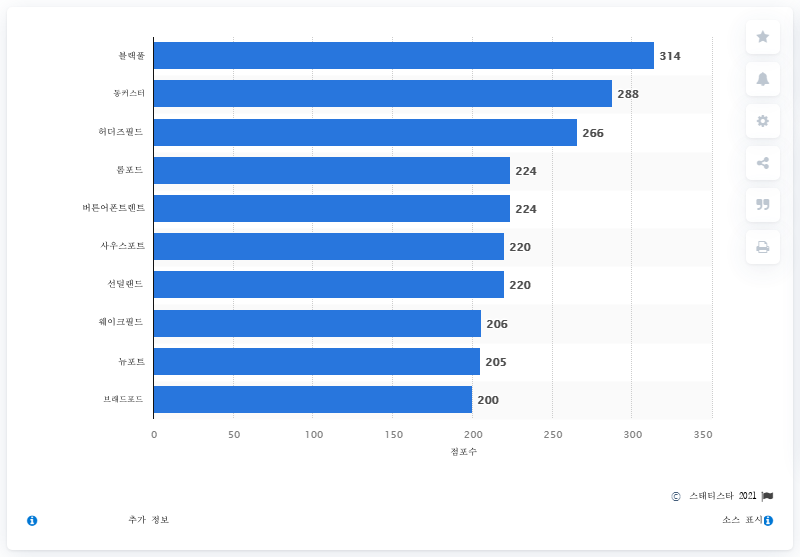 블랙풀 314
동커스터 288
허더즈필드 266
롬포드 224
버튼어폰트렌트 224
사우스포트 220
선덜랜드 220
웨이크필드 206
뉴포트 205
브래드포드 200
0 50 100 150 200 250 300 350
점포수
© 스태티스타 2021
추가 정보 소스 표시